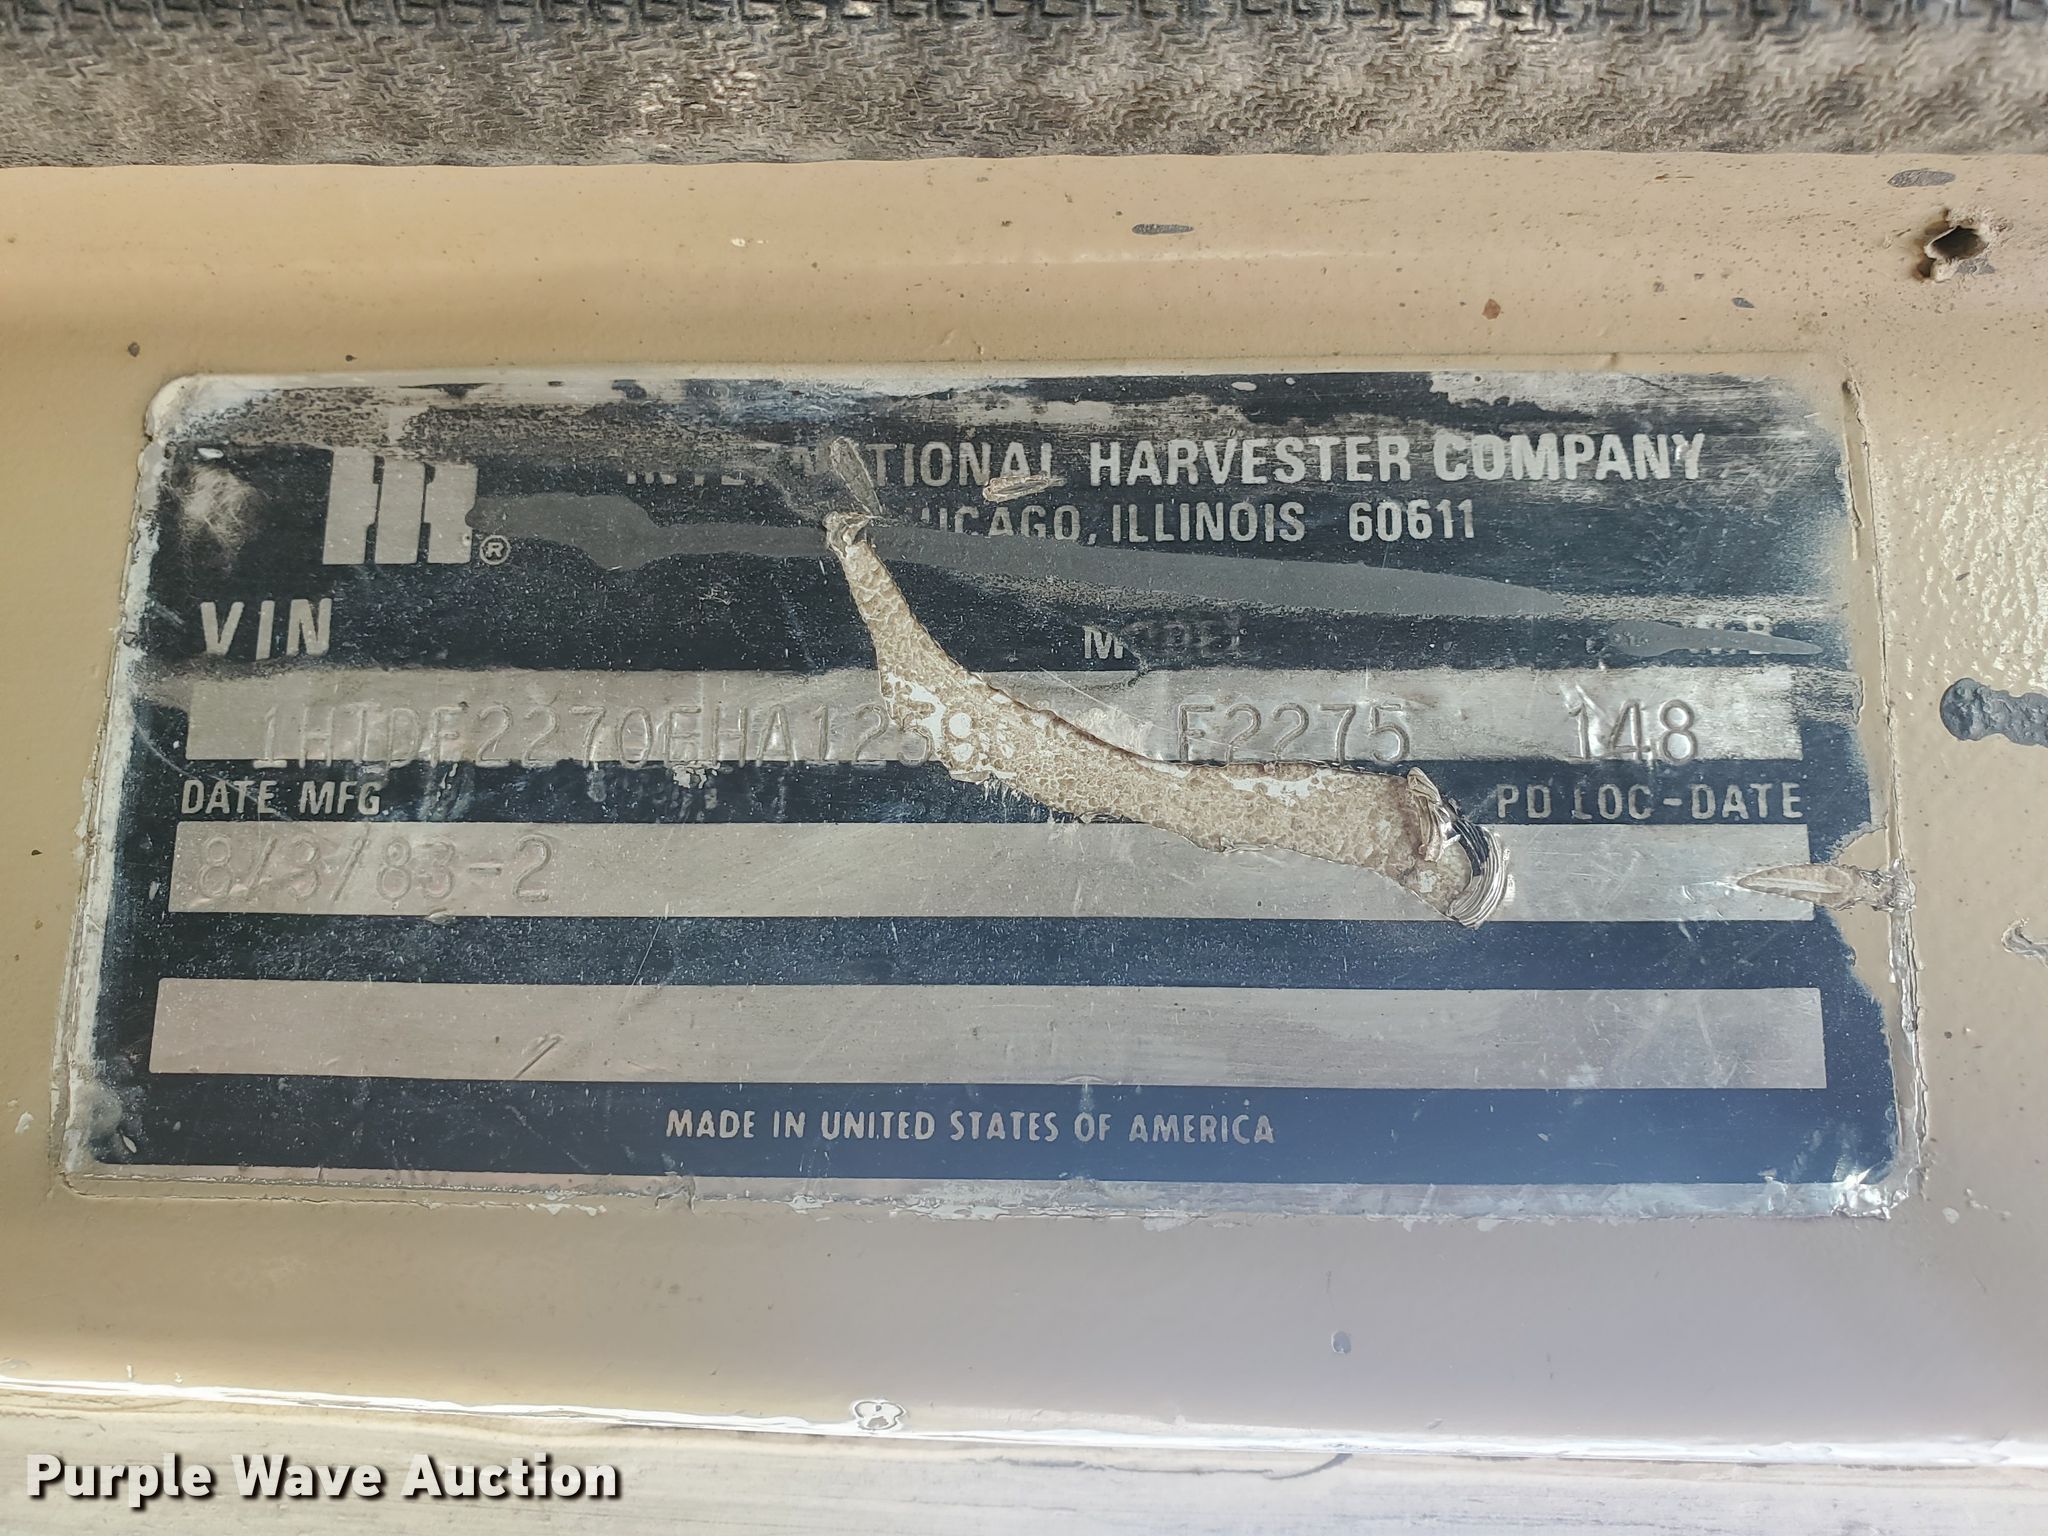 INTERNATIONAL HARVESTER COMPANY
CHICAGO, ILLINOIS 60611
®
VIN MODEL
F2275 148
DATE MFG. PD LOC-DATE
8/3/83-2
MADE IN UNITED STATES OF AMERICA
Purple Wave Auction